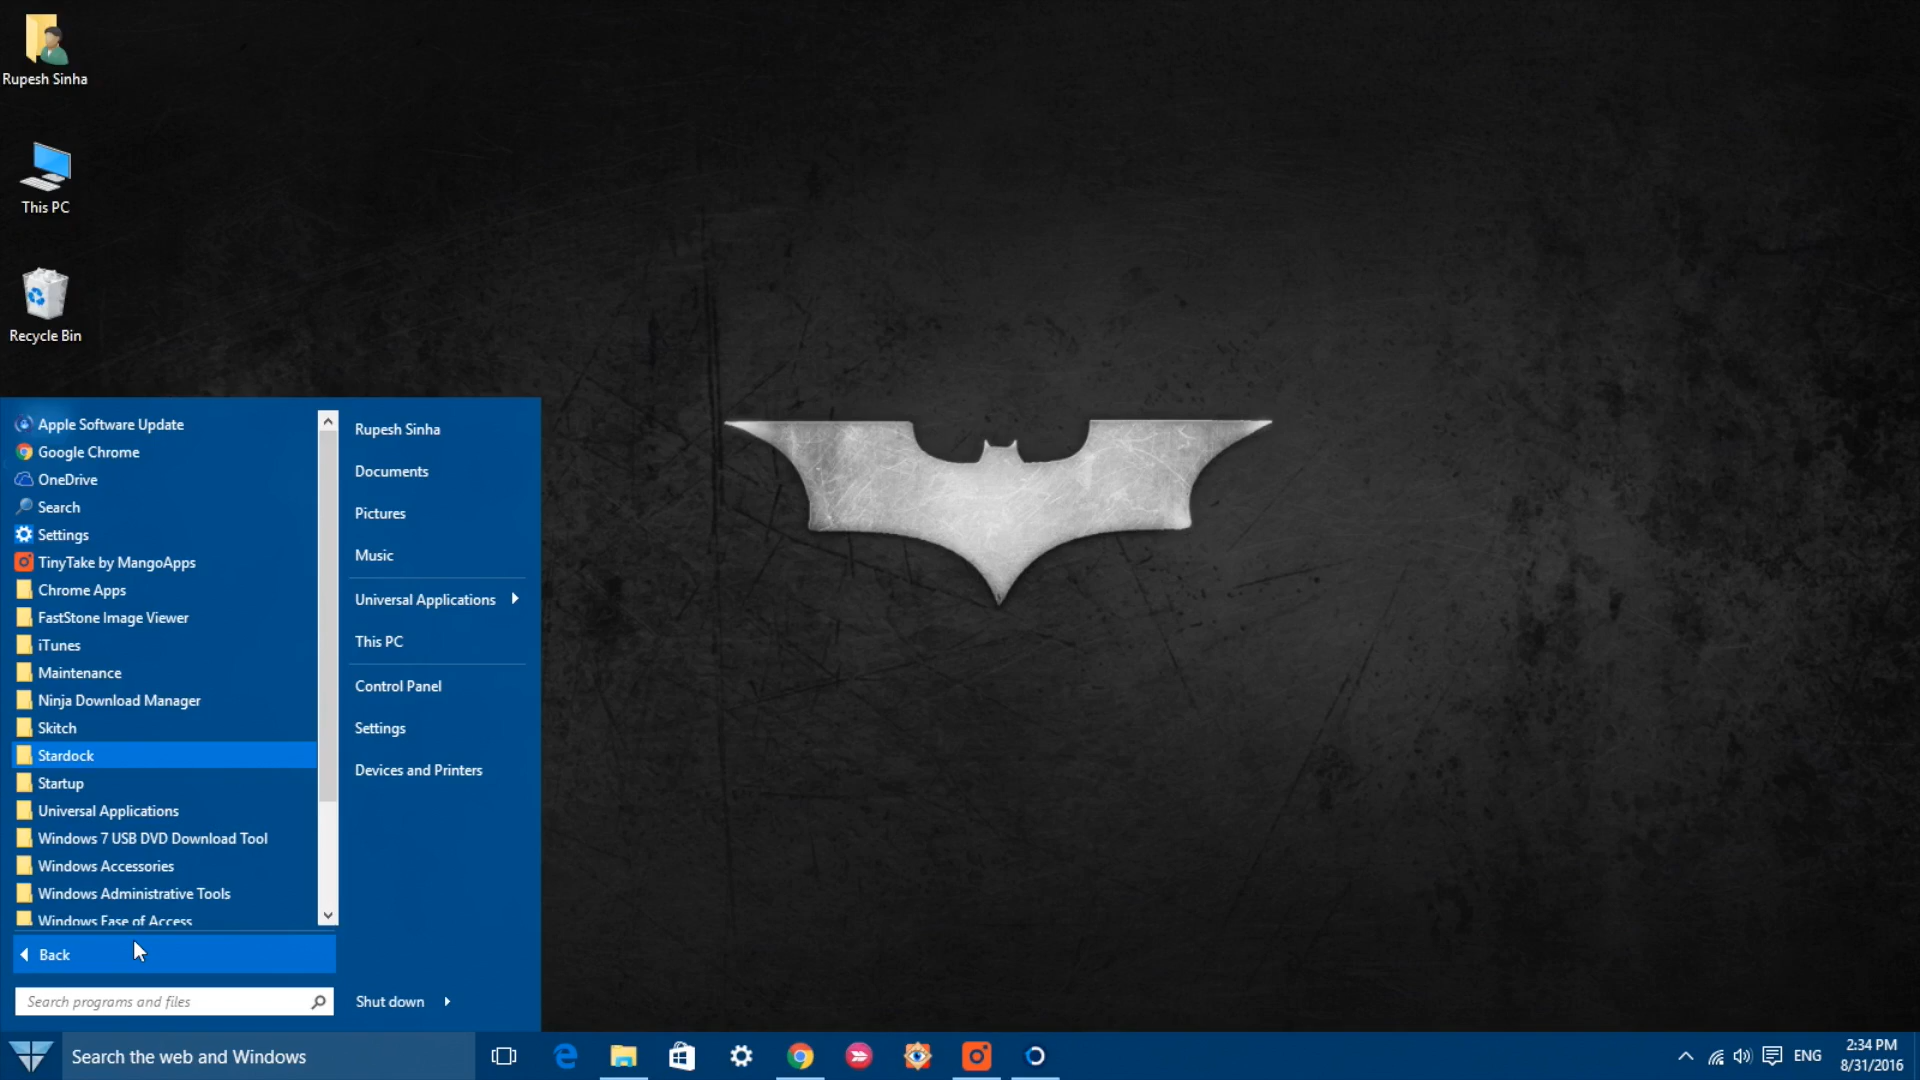 Rupesh Sinha
This PC
Recycle Bin
Apple Software Update
Google Chrome
OneDrive
Search
Settings
TinyTake by MangoApps
Chrome Apps
FastStone Image Viewer
iTunes
Maintenance
Ninja Download Manager
Skitch
Stardock
Startup
Universal Applications
Windows 7 USB DVD Download Tool
Windows Accessories
Windows Administrative Tools
Windows Ease of Access
Back
Search programs and files
Rupesh Sinha
Documents
Pictures
Music
Universal Applications
This PC
Control Panel
Settings
Devices and Printers
Shut down
Search the web and Windows
ENG
2:34 PM
8/31/2016